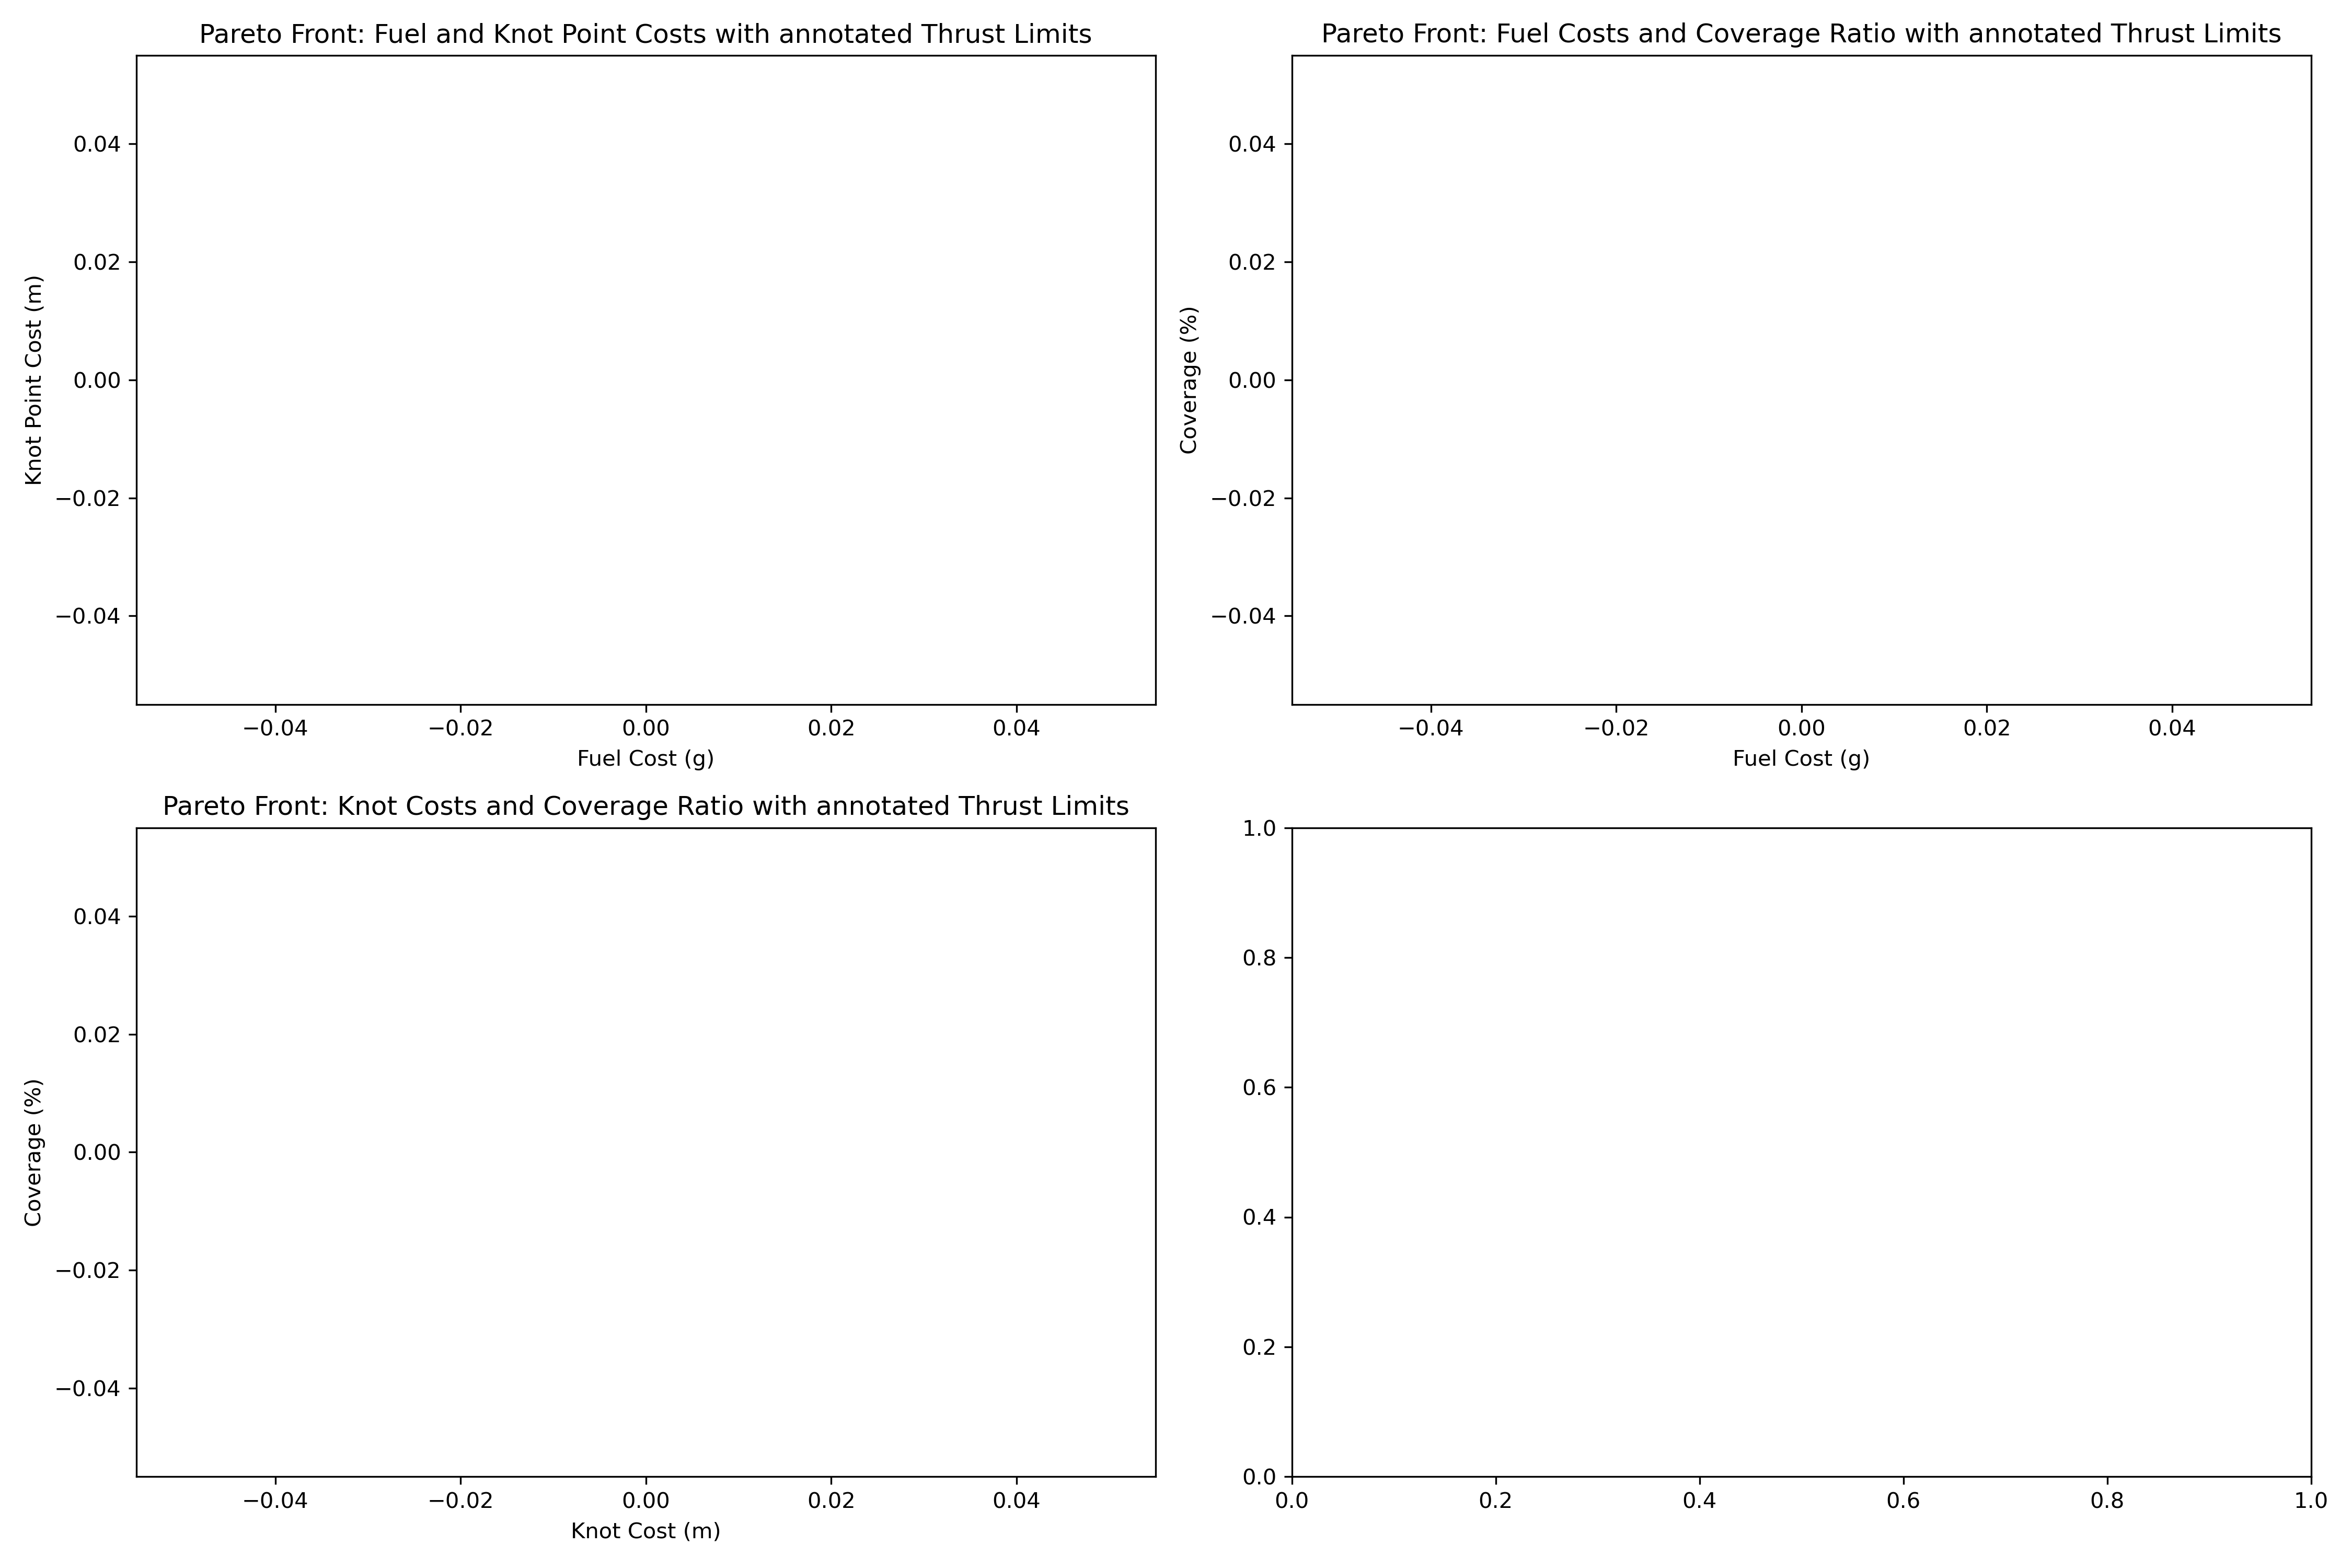 Pareto Front: Fuel and Knot Point Costs with annotated Thrust Limits
Knot Point Cost (m)
0.04
0.02
0.00
−0.02
−0.04
−0.04 −0.02 0.00 0.02 0.04
Fuel Cost (g)
Pareto Front: Fuel Costs and Coverage Ratio with annotated Thrust Limits
Coverage (%)
0.04
0.02
0.00
−0.02
−0.04
−0.04 −0.02 0.00 0.02 0.04
Fuel Cost (g)
Pareto Front: Knot Costs and Coverage Ratio with annotated Thrust Limits
Coverage (%)
0.04
0.02
0.00
−0.02
−0.04
−0.04 −0.02 0.00 0.02 0.04
Knot Cost (m)
1.0
0.8
0.6
0.4
0.2
0.0
0.0 0.2 0.4 0.6 0.8 1.0